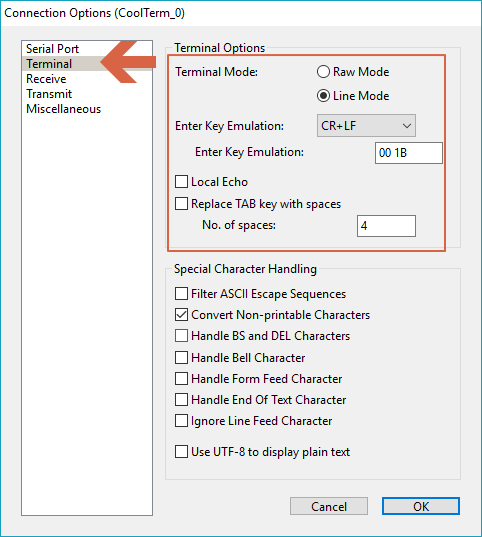 Connection Options (CoolTerm_0)
Serial Port
Terminal
Receive
Transmit
Miscellaneous
Terminal Options
Terminal Mode:
Raw Mode
Line Mode
Enter Key Emulation:
CR+LF
Enter Key Emulation:
00 1B
Local Echo
Replace TAB key with spaces
No. of spaces:
4
Special Character Handling
Filter ASCII Escape Sequences
Convert Non-printable Characters
Handle BS and DEL Characters
Handle Bell Character
Handle Form Feed Character
Handle End Of Text Character
Ignore Line Feed Character
Use UTF-8 to display plain text
Cancel
OK